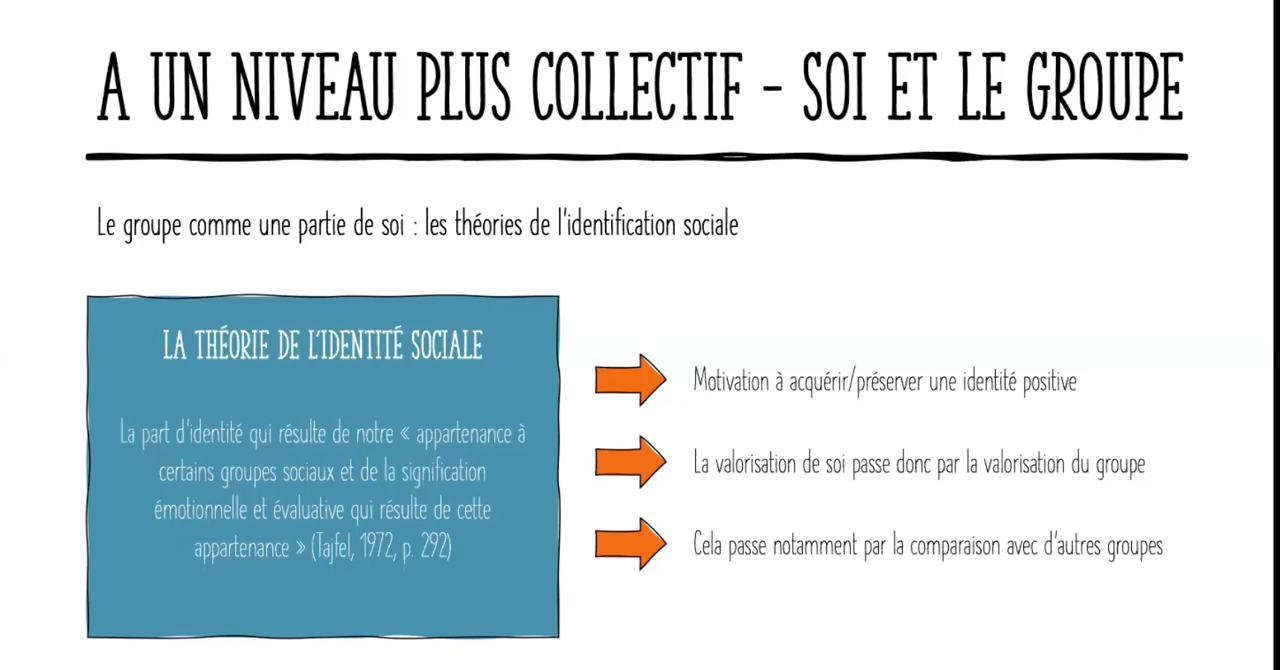 A UN NIVEAU PLUS COLLECTIF - SOI ET LE GROUPE
Le groupe comme une partie de soi : les théories de l'identification sociale
LA THÉORIE DE L'IDENTITÉ SOCIALE
La part d'identité qui résulte de notre « appartenance à
certains groupes sociaux et de la signification
émotionnelle et évaluative qui résulte de cette
appartenance » (Tajfel, 1972, p. 292)
Motivation à acquérir/préserver une identité positive
La valorisation de soi passe donc par la valorisation du groupe
Cela passe notamment par la comparaison avec d'autres groupes